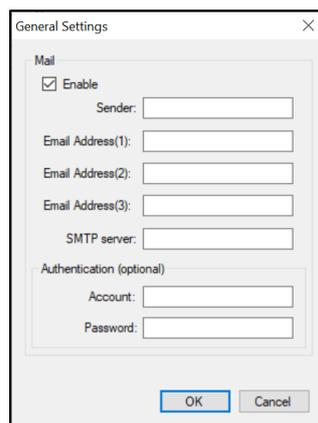 General Settings
Mail
Enable
Sender:
Email Address(1):
Email Address(2):
Email Address(3):
SMTP server:
Authentication (optional)
Account:
Password:
OK Cancel